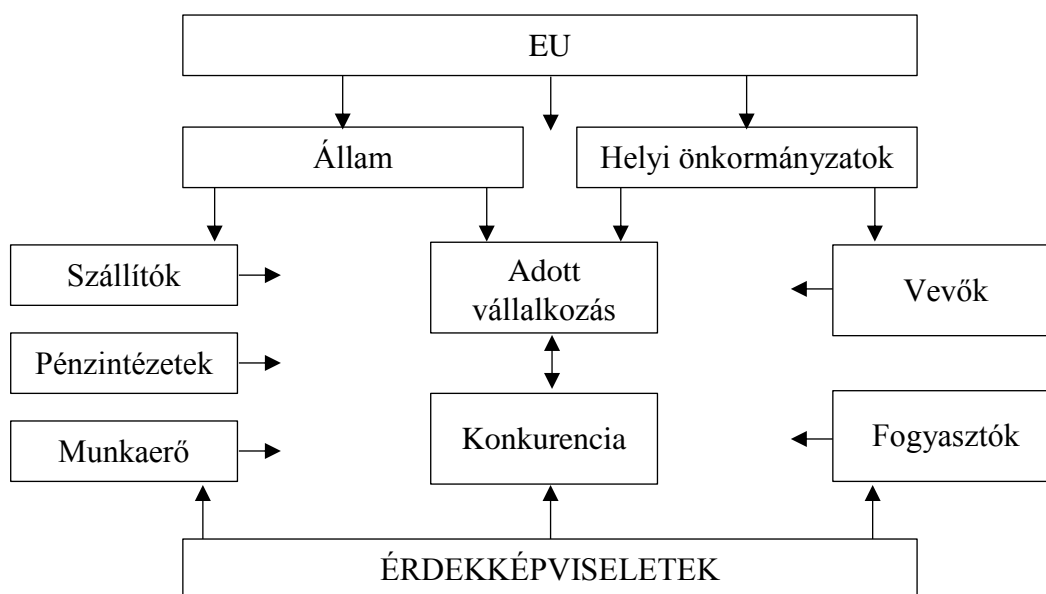 EU
Állam
Helyi önkormányzatok
Szállítók
Adott
vállalkozás
Vevők
Pénzintézetek
Munkaerő
Konkurencia
Fogyasztók
ÉRDEKKÉPVISELETEK